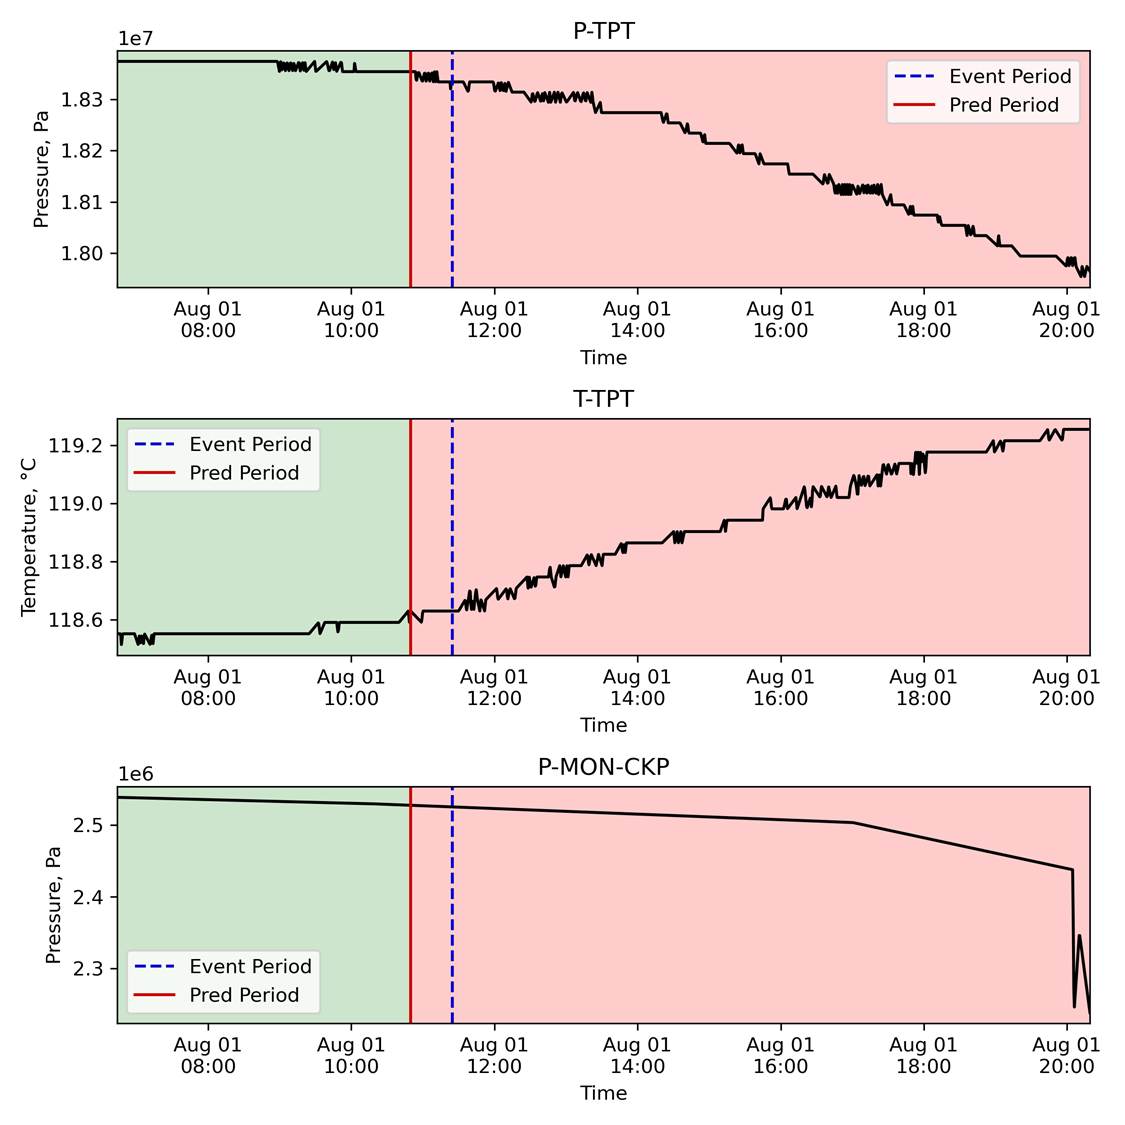 P-TPT
1e7
Pressure, Pa
1.83
1.82
1.81
1.80
Event Period
Pred Period
Aug 01 Aug 01 Aug 01 Aug 01 Aug 01 Aug 01 Aug 01
08:00 10:00 12:00 14:00 16:00 18:00 20:00
Time
T-TPT
Temperature, °C
119.2
119.0
118.8
118.6
Event Period
Pred Period
Aug 01 Aug 01 Aug 01 Aug 01 Aug 01 Aug 01 Aug 01
08:00 10:00 12:00 14:00 16:00 18:00 20:00
Time
P-MON-CKP
1e6
Pressure, Pa
2.5
2.4
2.3
Event Period
Pred Period
Aug 01 Aug 01 Aug 01 Aug 01 Aug 01 Aug 01 Aug 01
08:00 10:00 12:00 14:00 16:00 18:00 20:00
Time